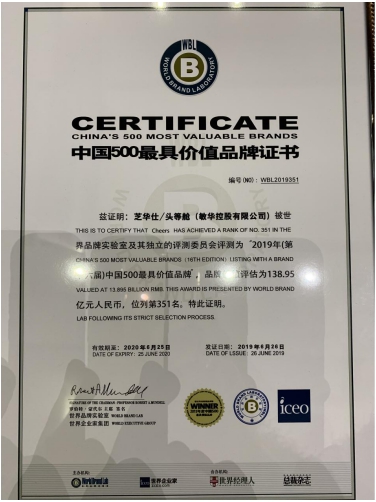 WBL
B
WORLD BRAND LABORATORY
CERTIFICATE
CHINA'S 500 MOST VALUABLE BRANDS
中国500最具价值品牌证书
编号(NO): WBL2019351
兹证明：芝华仕/头等舱（敏华控股有限公司）被世
THIS IS TO CERTIFY THAT Cheers HAS ACHIEVED A RANK OF NO. 351 IN THE
界品牌实验室及其独立的评测委员会评测为“2019年(第
CHINA'S 500 MOST VALUABLE BRANDS (16TH EDITION) LISTING WITH A BRAND
六届)中国500最具价值品牌”，品牌 值评估为138.95
VALUED AT 13.895 BILLION RMB. THIS AWARD IS PRESENTED BY WORLD BRAND
亿元人民币，位列第351名。特此证明。
LAB FOLLOWING ITS STRICT SELECTION PROCESS.
有效期至：2020年6月25日 发证日期：2019年6月26日
DATE OF EXPIRY: 25 JUNE 2020 DATE OF LSSUE: 26 JUNE 2019
世界品牌实验室 WORLD BRAND LAB
世界企业家集团 WORLD EXECUTIVE GROUP
WINNER
B
iceo
World Brand Lab 世界企业家 世界经理人 总裁杂志